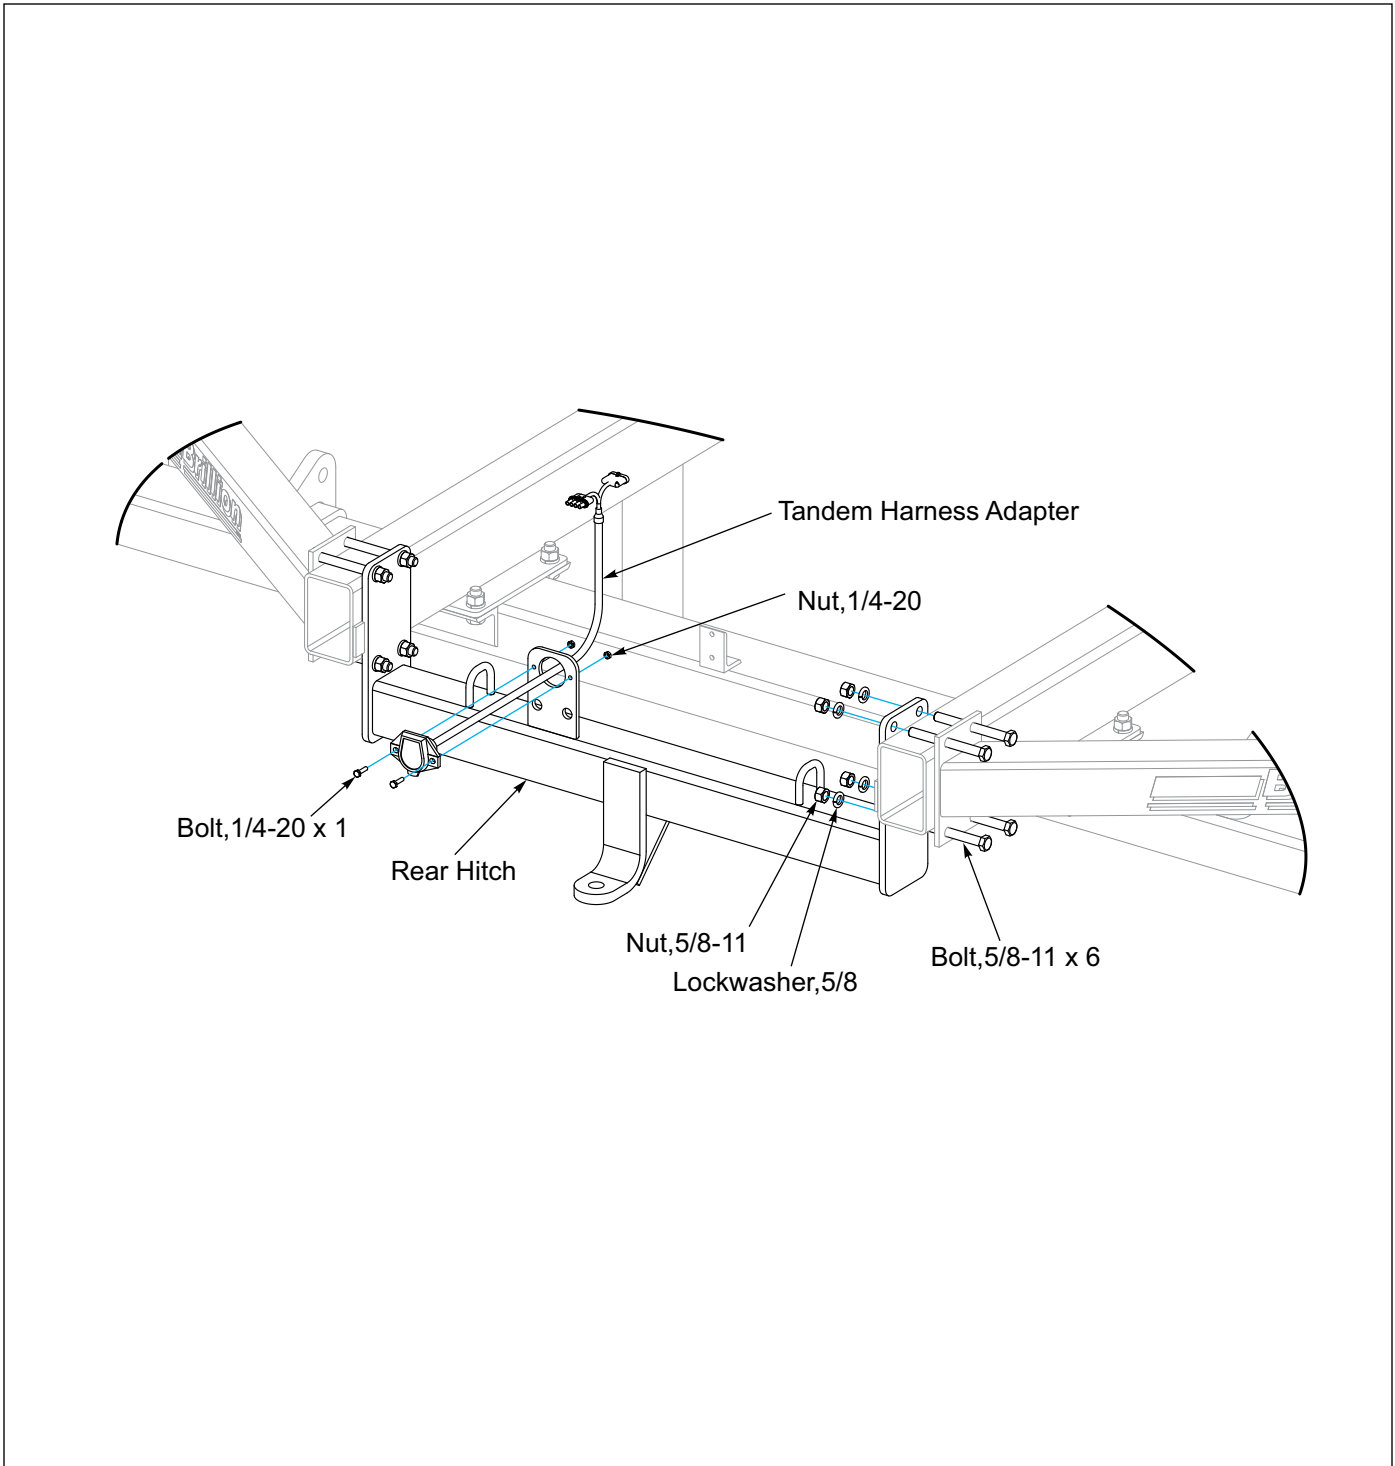 Brillion
Tandem Harness Adapter
Nut,1/4-20
Bolt,1/4-20 x 1
Rear Hitch
Nut,5/8-11
Lockwasher,5/8
Bolt,5/8-11 x 6